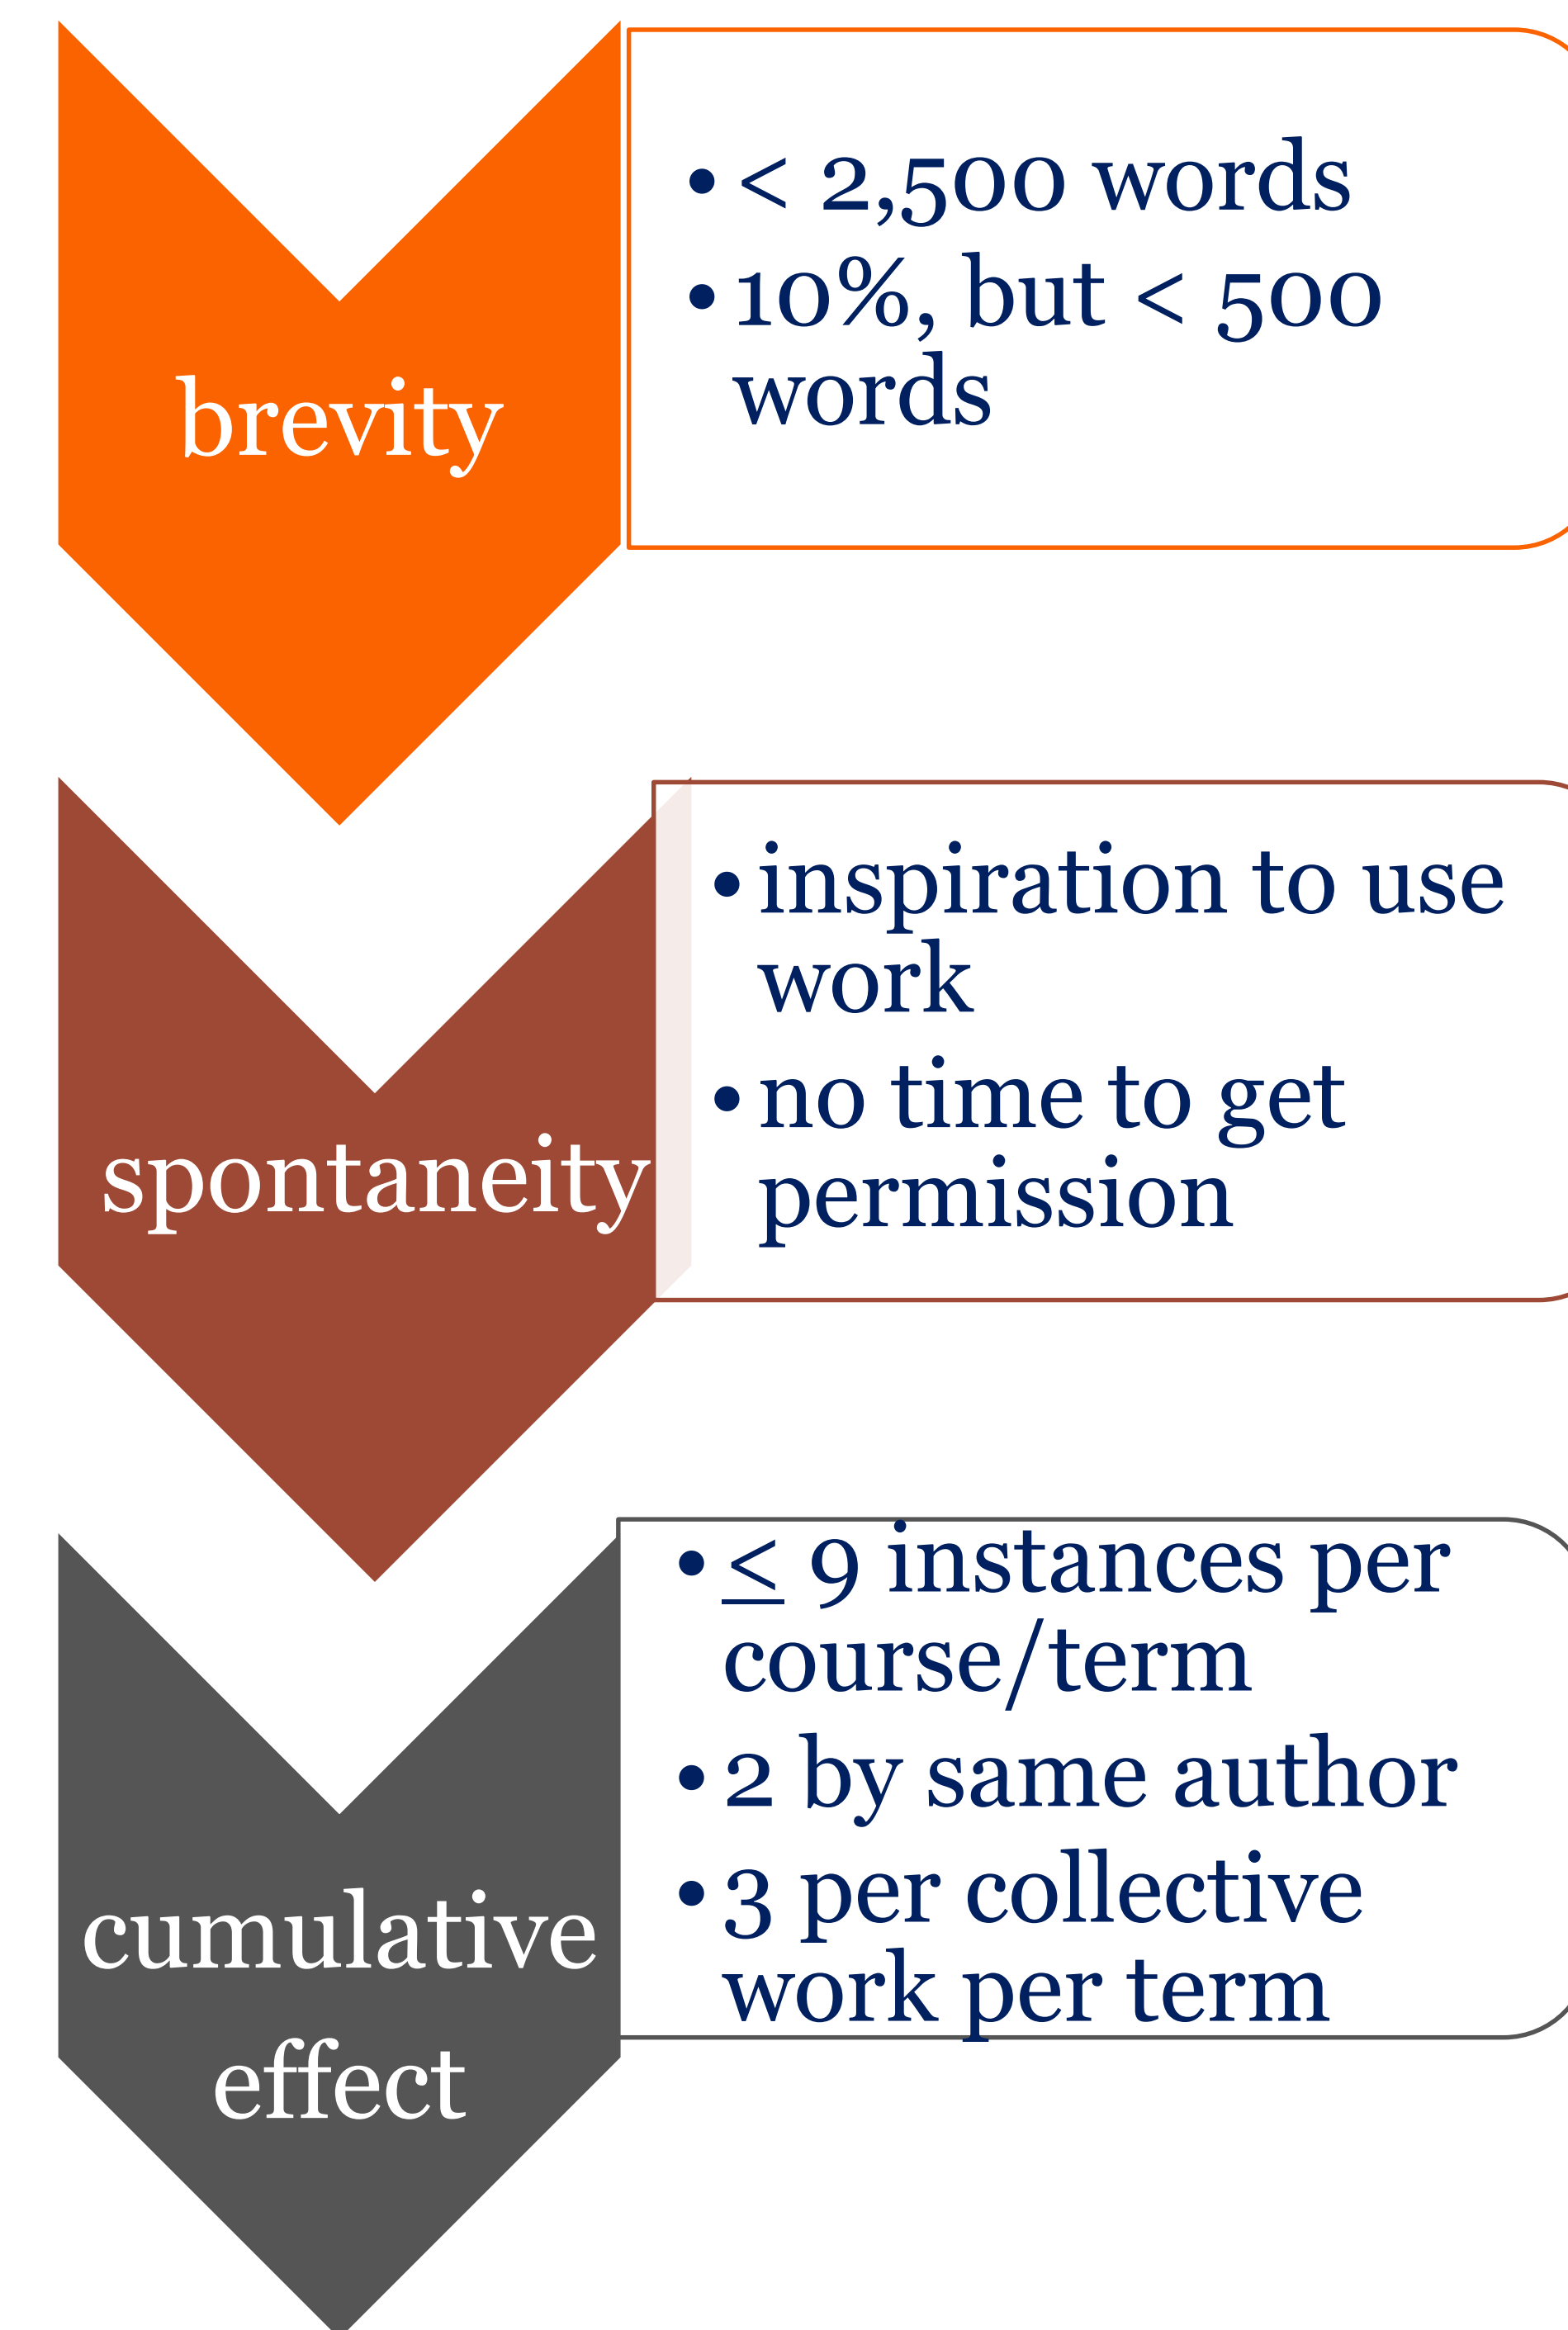 brevity
• < 2,500 words
• 10%, but < 500
words
spontaneity
• inspiration to use
work
• no time to get
permission
cumulative
effect
• ≤ 9 instances per
course/term
• 2 by same author
• 3 per collective
work per term